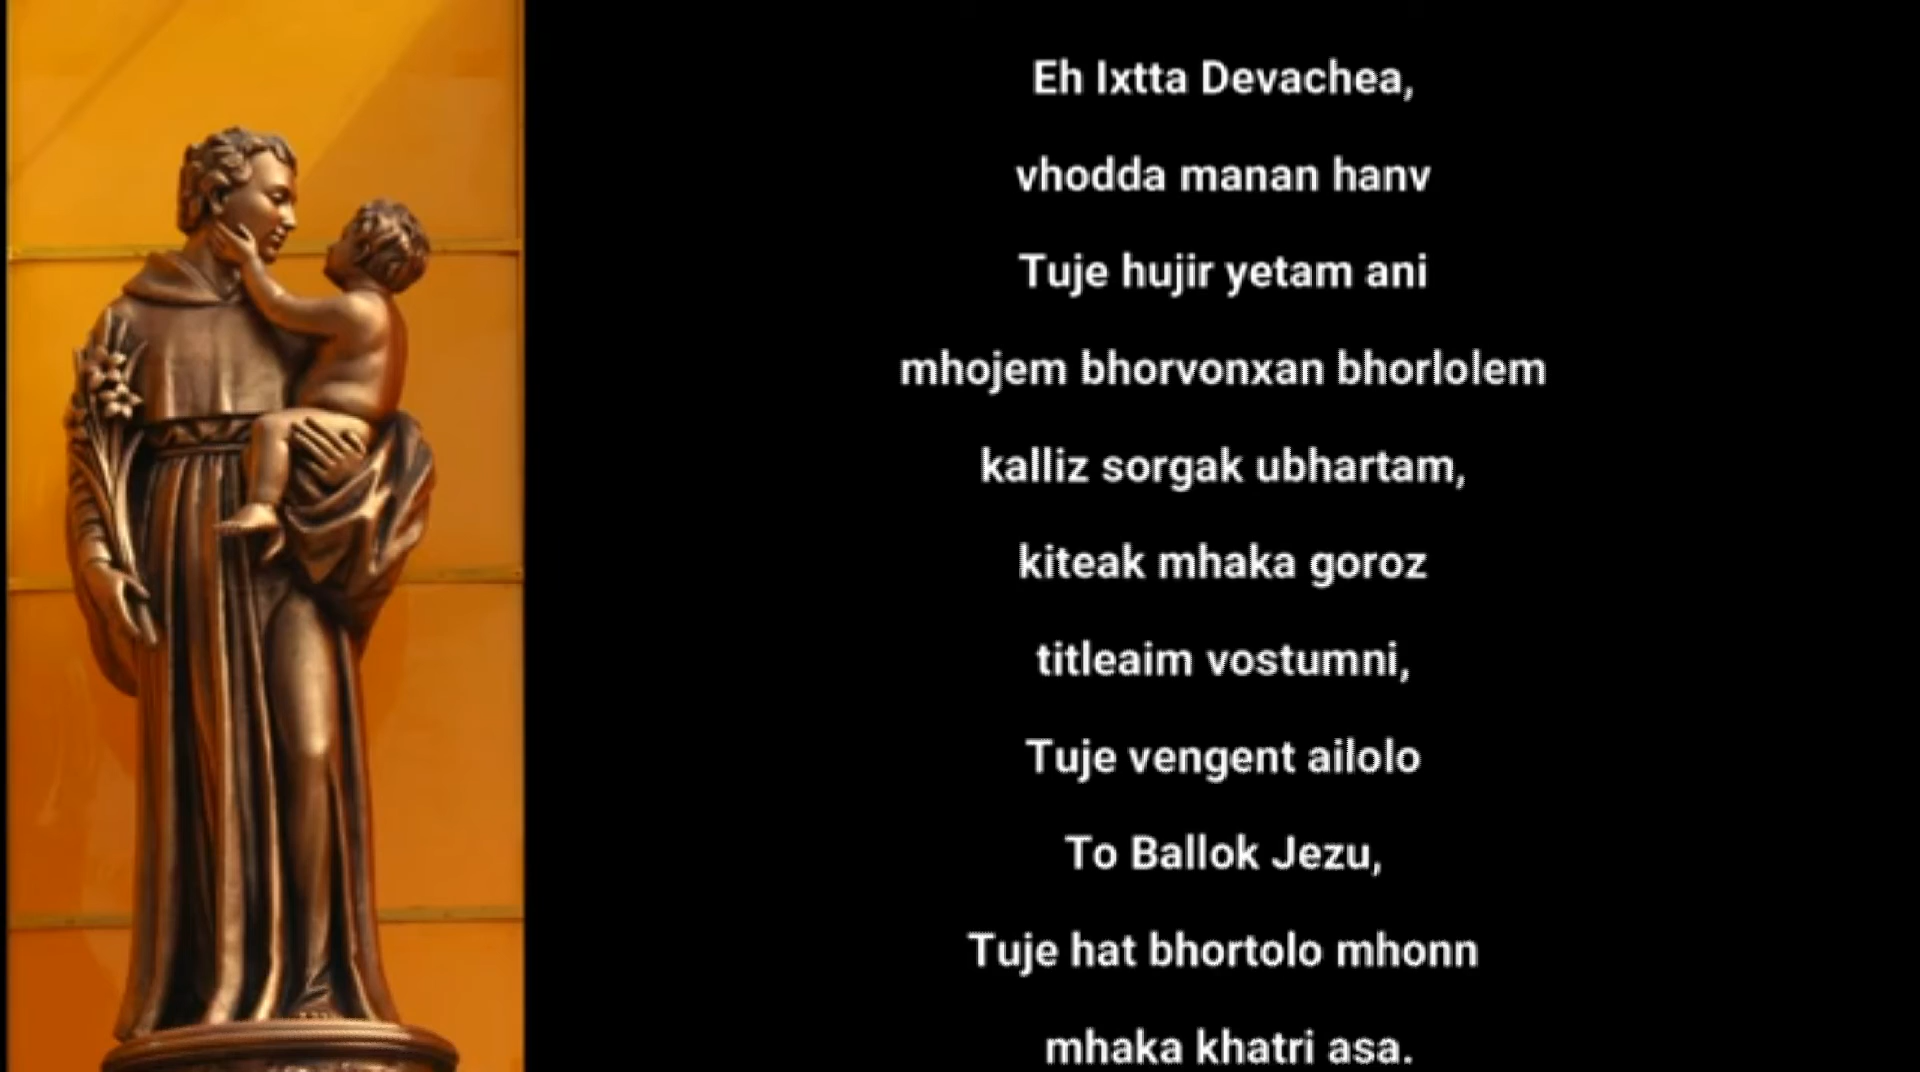 Eh Ixtta Devachea,
vhodda manan hanv
Tuje hujir yetam ani
mhojem bhorvonxan bhorlolem
kalliz sorgak ubhartam,
kiteak mhaka goroz
titleaim vostumni,
Tuje vengent ailolo
To Ballok Jezu,
Tuje hat bhortolo mhonn
mhaka khatri asa.